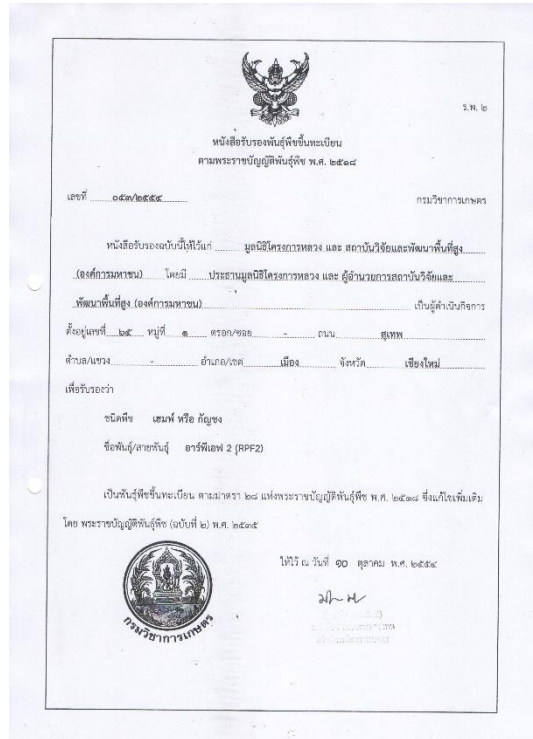 ร.พ. ๒
หนังสือรับรองพันธุ์พืชขึ้นทะเบียน
ตามพระราชบัญญัติพันธุ์พืช พ.ศ. ๒๕๑๘
เลขที่ ๐๕๓/๒๕๕๔ กรมวิชาการเกษตร
หนังสือรับรองฉบับนี้ให้ไว้แก่ มูลนิธิโครงการหลวง และ สถาบันวิจัยและพัฒนาพื้นที่สูง
(องค์การมหาชน) โดยมี ประธานมูลนิธิโครงการหลวง และ ผู้อำนวยการสถาบันวิจัยและ
พัฒนาพื้นที่สูง (องค์การมหาชน) เป็นผู้ดำเนินกิจการ
ตั้งอยู่เลขที่ ๖๕ หมู่ที่ ๑ ตรอก/ซอย - ถนน สุเทพ
ตำบล/แขวง - อำเภอ/เขต เมือง จังหวัด เชียงใหม่
เพื่อรับรองว่า
ชนิดพืช เฮมพ์ หรือ กัญชง
ชื่อพันธุ์/สายพันธุ์ อาร์พีเอฟ 2 (RPF2)
เป็นพันธุ์พืชขึ้นทะเบียน ตามมาตรา ๒๘ แห่งพระราชบัญญัติพันธุ์พืช พ.ศ. ๒๕๑๘ ซึ่งแก้ไขเพิ่มเติม
โดย พระราชบัญญัติพันธุ์พืช (ฉบับที่ ๒) พ.ศ. ๒๕๓๕
ให้ไว้ ณ วันที่ ๑๐ ตุลาคม พ.ศ. ๒๕๕๔
กรมวิชาการเกษตร